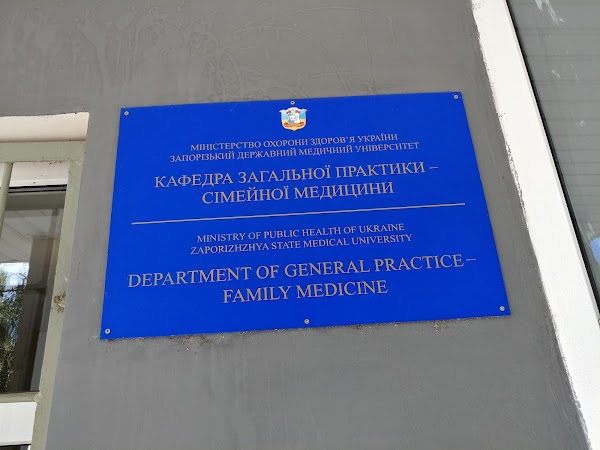 МІНІСТЕРСТВО ОХОРОНИ ЗДОРОВ'Я УКРАЇНИ
ЗАПОРІЗЬКИЙ ДЕРЖАВНИЙ МЕДИЧНИЙ УНІВЕРСИТЕТ
КАФЕДРА ЗАГАЛЬНОЇ ПРАКТИКИ –
СІМЕЙНОЇ МЕДИЦИНИ
MINISTRY OF PUBLIC HEALTH OF UKRAINE
ZAPORIZHZHYA STATE MEDICAL UNIVERSITY
DEPARTMENT OF GENERAL PRACTICE –
FAMILY MEDICINE